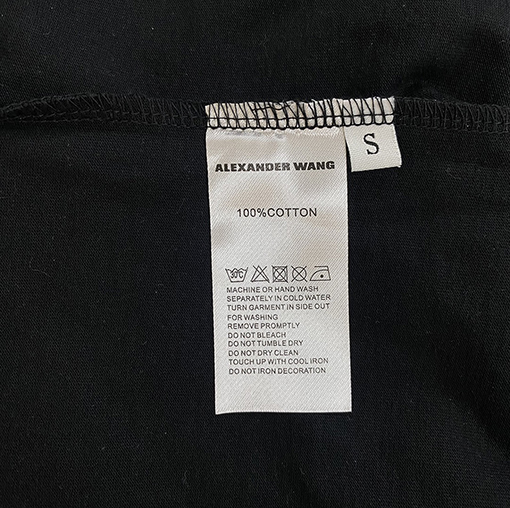 S
ALEXANDER WANG
100%COTTON
30°C
MACHINE OR HAND WASH
SEPARATELY IN COLD WATER
TURN GARMENT IN SIDE OUT
FOR WASHING
REMOVE PROMPTLY
DO NOT BLEACH
DO NOT TUMBLE DRY
DO NOT DRY CLEAN
TOUCH UP WITH COOL IRON
DO NOT IRON DECORATION